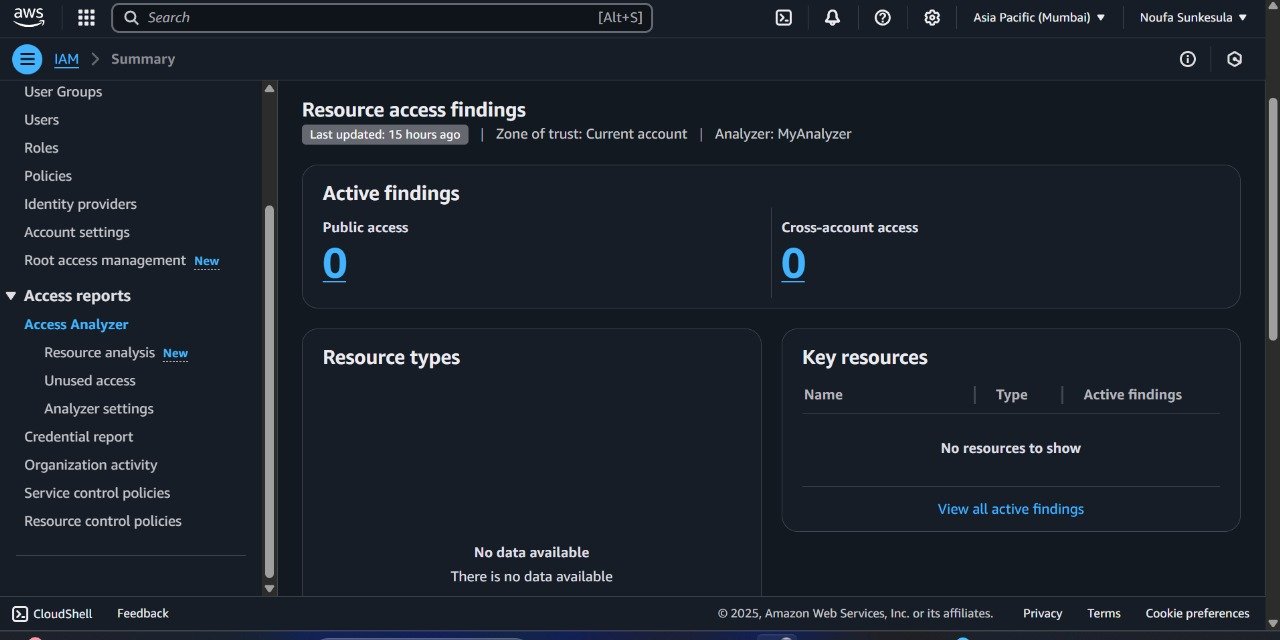 aws
Search [Alt+S]
Asia Pacific (Mumbai) Noufa Sunkesula
IAM Summary
User Groups
Users
Roles
Policies
Identity providers
Account settings
Root access management New
Access reports
Access Analyzer
Resource analysis New
Unused access
Analyzer settings
Credential report
Organization activity
Service control policies
Resource control policies
Resource access findings
Last updated: 15 hours ago | Zone of trust: Current account | Analyzer: MyAnalyzer
Active findings
Public access
0
Cross-account access
0
Resource types
No data available
There is no data available
Key resources
Name Type Active findings
No resources to show
View all active findings
CloudShell Feedback © 2025, Amazon Web Services, Inc. or its affiliates. Privacy Terms Cookie preferences